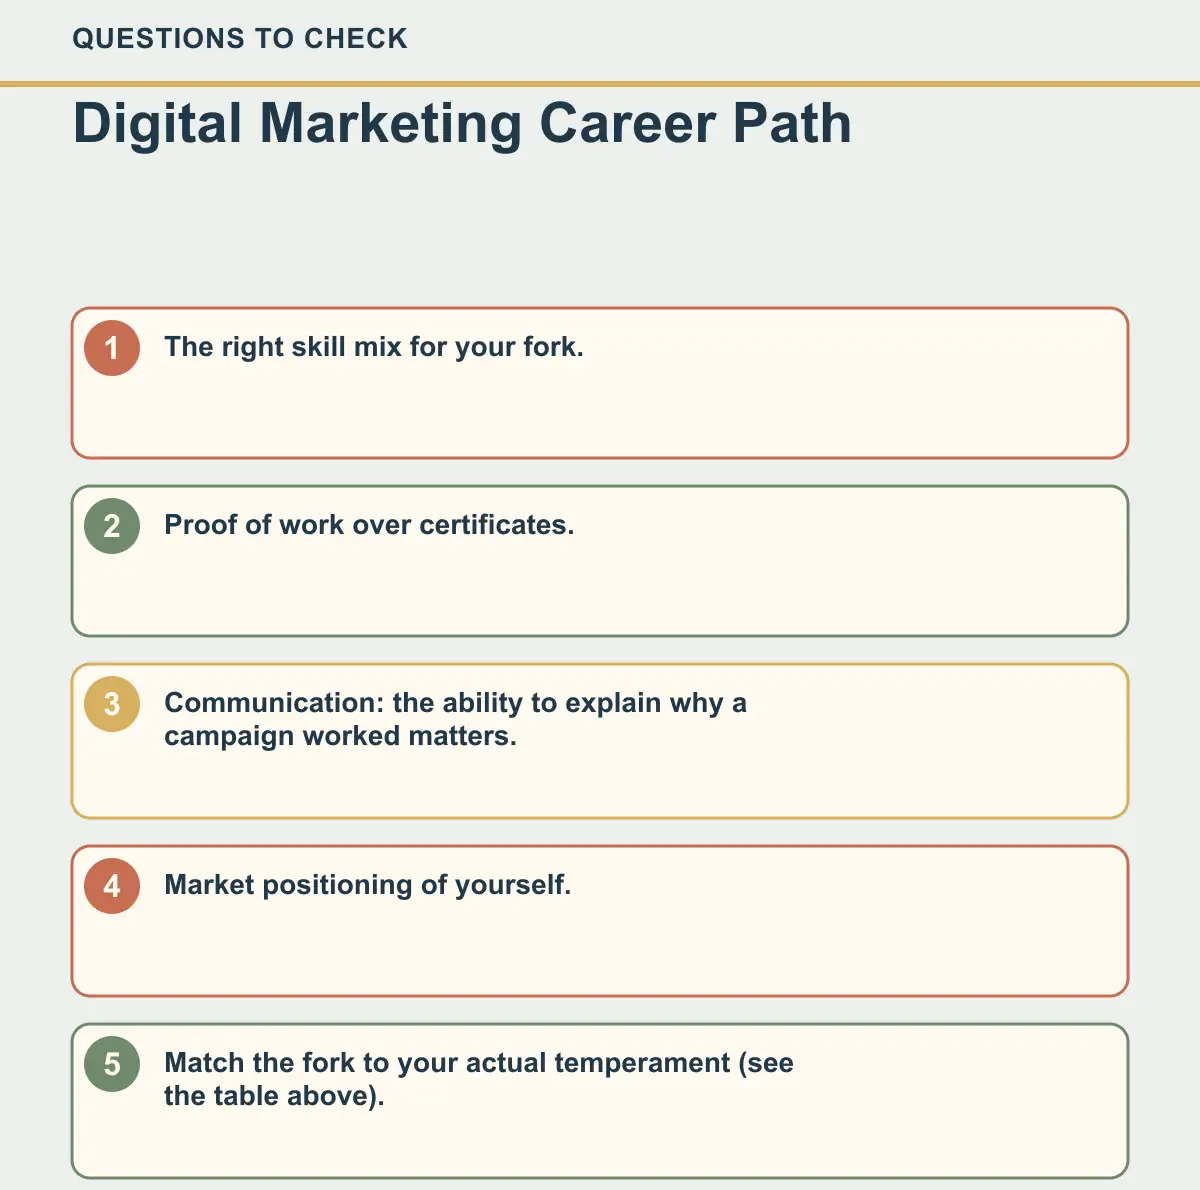 QUESTIONS TO CHECK
Digital Marketing Career Path
1
The right skill mix for your fork.
2
Proof of work over certificates.
3
Communication: the ability to explain why a
campaign worked matters.
4
Market positioning of yourself.
5
Match the fork to your actual temperament (see
the table above).